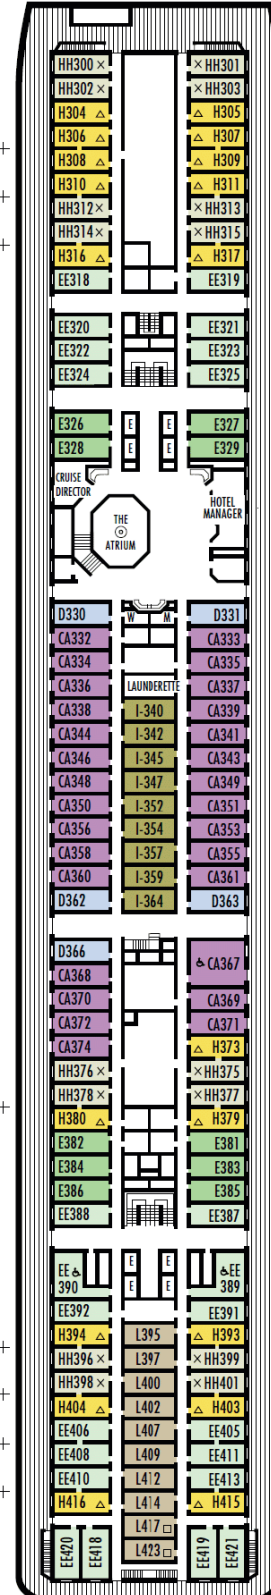 HH300 × × HH301
HH302 × × HH303
H304 △ △ H305
H306 △ △ H307
H308 △ △ H309
H310 △ △ H311
HH312 × × HH313
HH314 × × HH315
H316 △ △ H317
EE318 EE319
EE320 EE321
EE322 EE323
EE324 EE325
E326 E E E327
E328 E E E329
CRUISE
DIRECTOR
HOTEL
MANAGER
THE
ATRIUM
D330 W M D331
CA332 CA333
CA334 CA335
CA336 LAUNDERETTE CA337
CA338 I-340 CA339
CA344 I-342 CA341
CA346 I-345 CA343
CA348 I-347 CA349
CA350 I-352 CA351
CA356 I-354 CA353
CA358 I-357 CA355
CA360 I-359 CA361
D362 I-364 D363
D366
CA368 ♿ CA367
CA370 CA369
CA372 CA371
CA374 △ H373
HH376 × × HH375
HH378 × × HH377
H380 △ △ H379
E382 E381
E384 E383
E386 E385
EE388 EE387
EE ♿ E E ♿ EE
390 E E 389
EE392 EE391
H394 △ L395 △ H393
HH396 × L397 × HH399
HH398 × L400 × HH401
H404 △ L402 △ H403
EE406 L407 EE405
EE408 L409 EE411
EE410 L412 EE413
H416 △ L414 △ H415
L417 □
L423 □
EE420 EE418 EE419 EE421